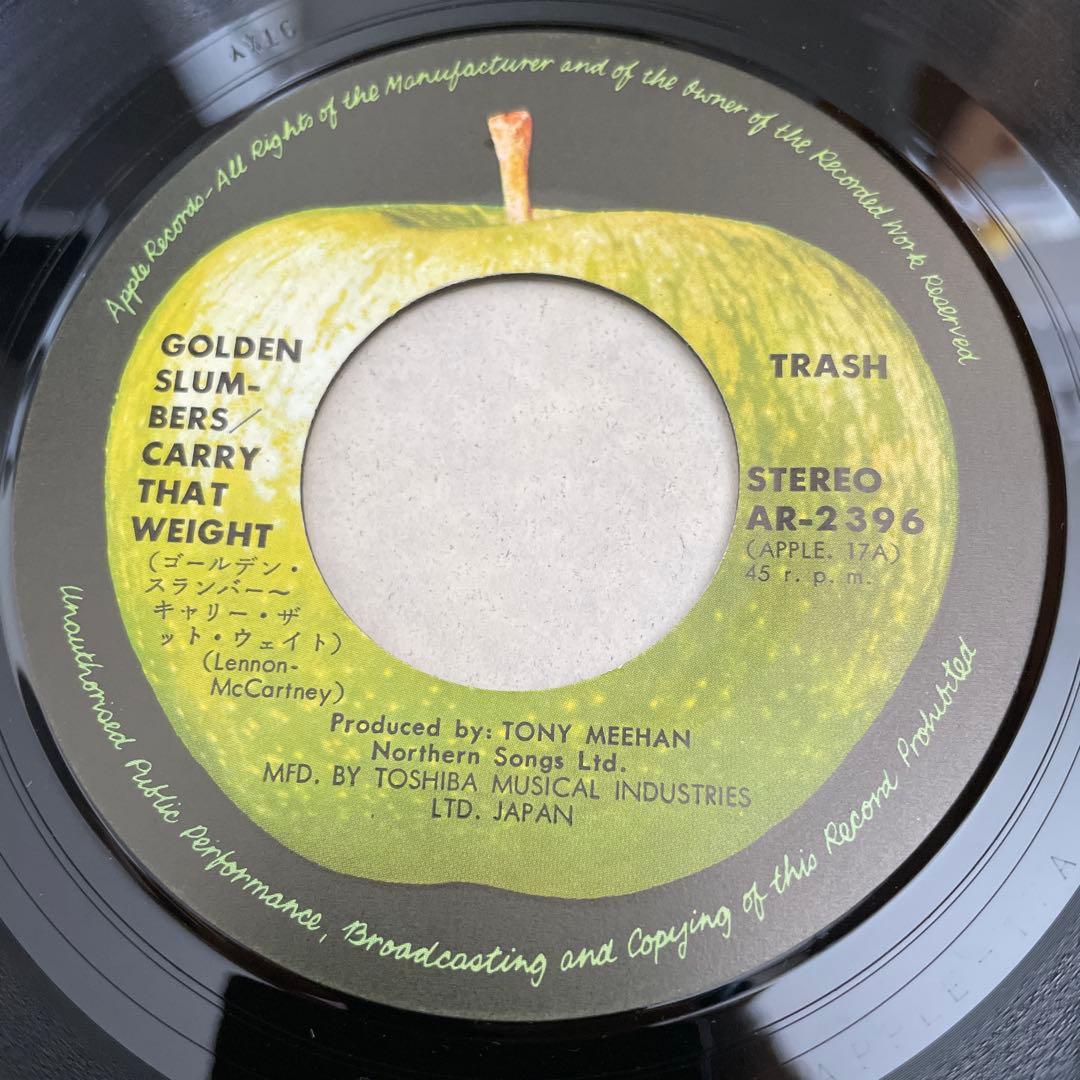 Apple Records-All Rights of the Manufacturer and of the Owner of the Recorded Work Reserved
GOLDEN
SLUM-
BERS/
CARRY
THAT
WEIGHT
(ゴールデン・
スランバー〜
キャリー・ザ
ット・ウェイト)
(Lennon-
McCartney)
TRASH
STEREO
AR-2396
(APPLE. 17A)
45 r. p. m.
Produced by: TONY MEEHAN
Northern Songs Ltd.
MFD. BY TOSHIBA MUSICAL INDUSTRIES
LTD. JAPAN
Unauthorised Public Performance, Broadcasting and Copying of this Record Prohibited